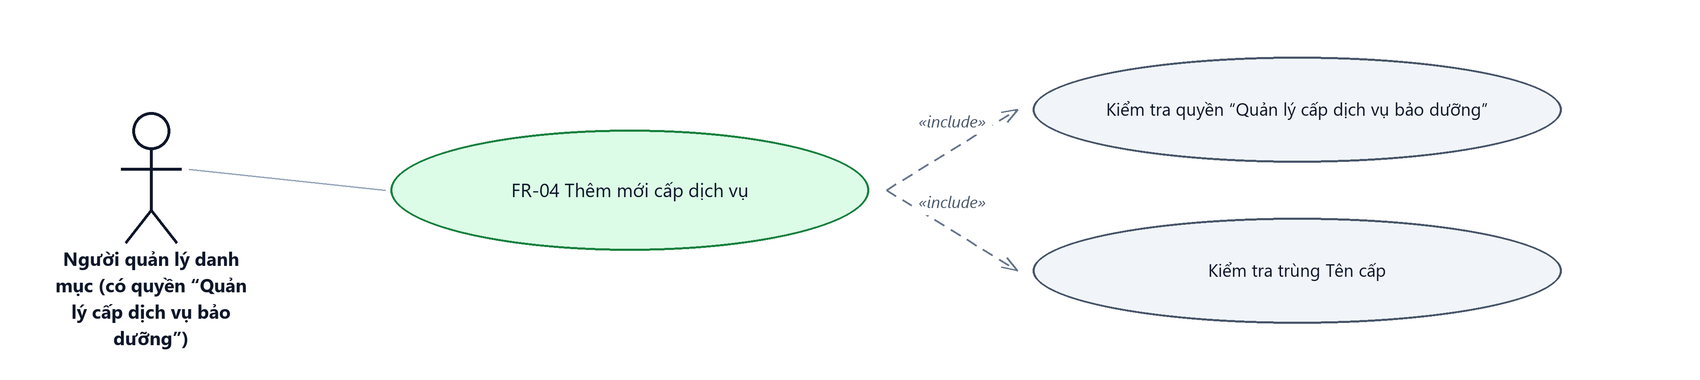 Người quản lý danh
mục (có quyền “Quản
lý cấp dịch vụ bảo
dưỡng”)
FR-04 Thêm mới cấp dịch vụ
«include»
«include»
Kiểm tra quyền “Quản lý cấp dịch vụ bảo dưỡng”
Kiểm tra trùng Tên cấp